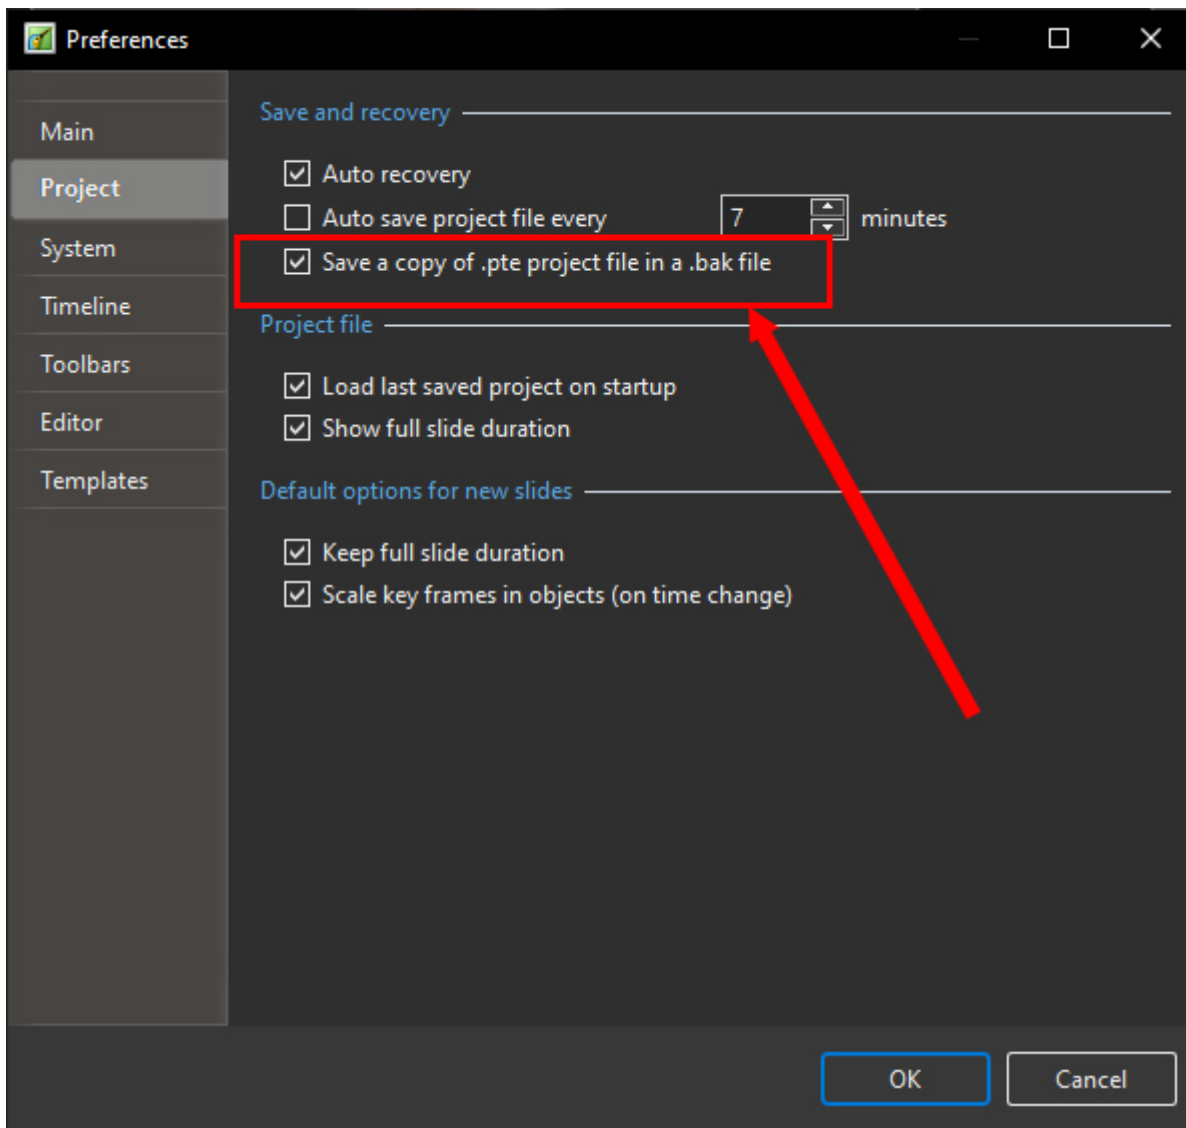 Preferences
Main
Project
System
Timeline
Toolbars
Editor
Templates
Save and recovery
Auto recovery
Auto save project file every 7 minutes
Save a copy of .pte project file in a .bak file
Project file
Load last saved project on startup
Show full slide duration
Default options for new slides
Keep full slide duration
Scale key frames in objects (on time change)
OK Cancel